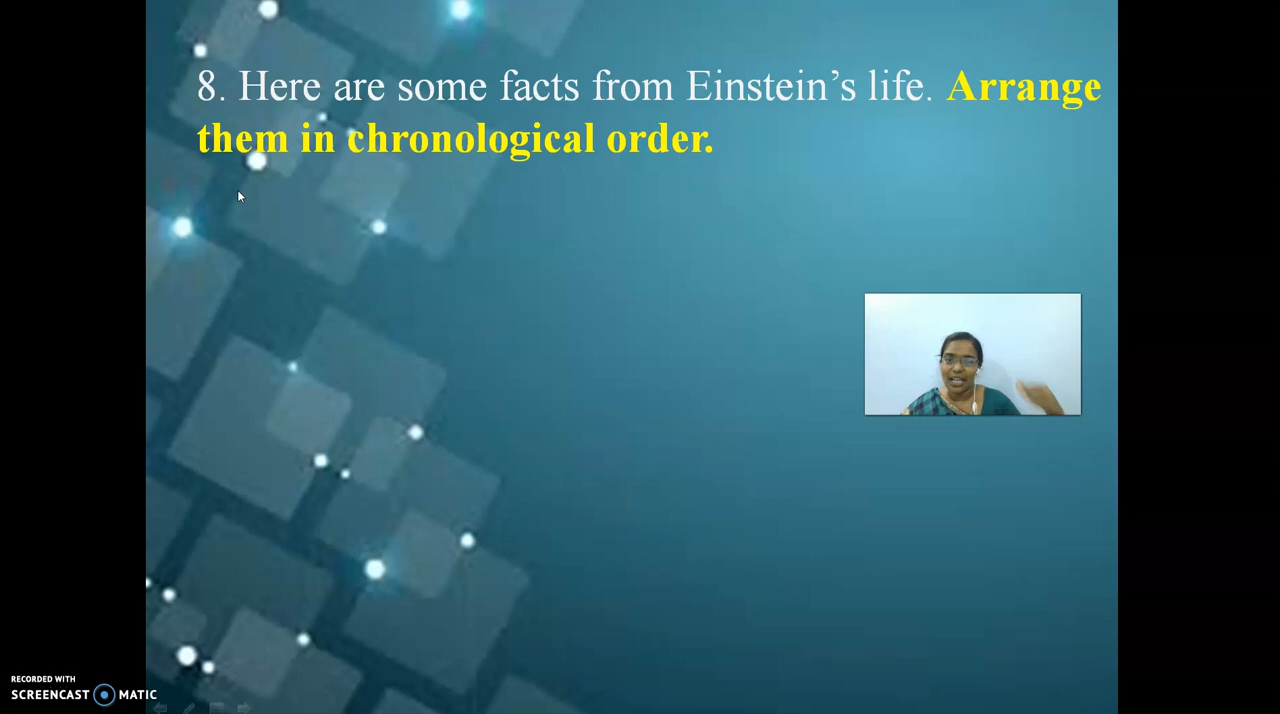 8. Here are some facts from Einstein’s life. Arrange
them in chronological order.
RECORDED WITH
SCREENCAST MATIC